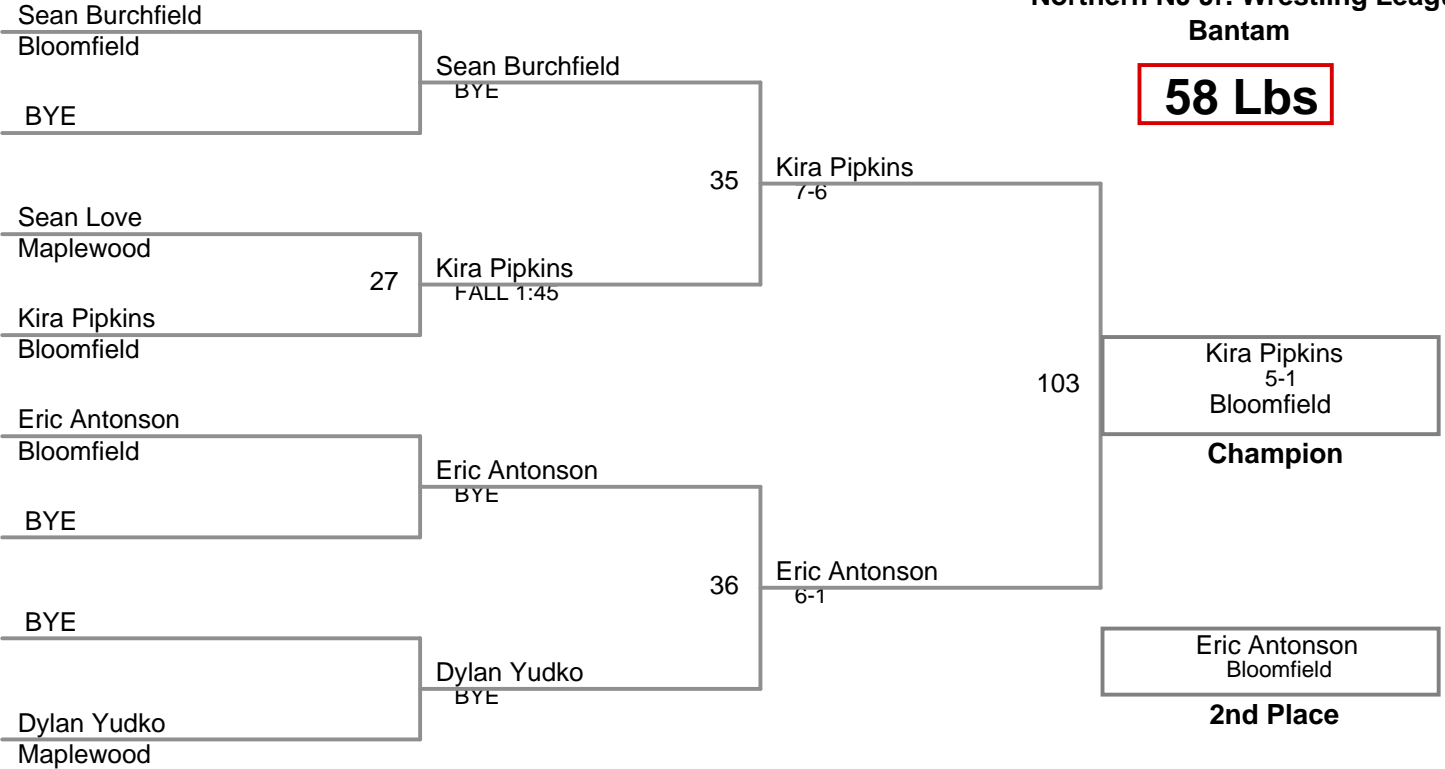 Northern NJ Jr. Wrestling
Bantam
58 Lbs
Sean Burchfield
Bloomfield
BYE
Sean Love
Maplewood
27
Kira Pipkins
Bloomfield
Eric Antonson
Bloomfield
BYE
BYE
Dylan Yudko
Maplewood
Sean Burchfield
BYE
35
Kira Pipkins
FALL 1:45
Eric Antonson
BYE
36
Dylan Yudko
BYE
Kira Pipkins
7-6
103
Eric Antonson
6-1
Kira Pipkins
5-1
Bloomfield
Champion
Eric Antonson
Bloomfield
2nd Place